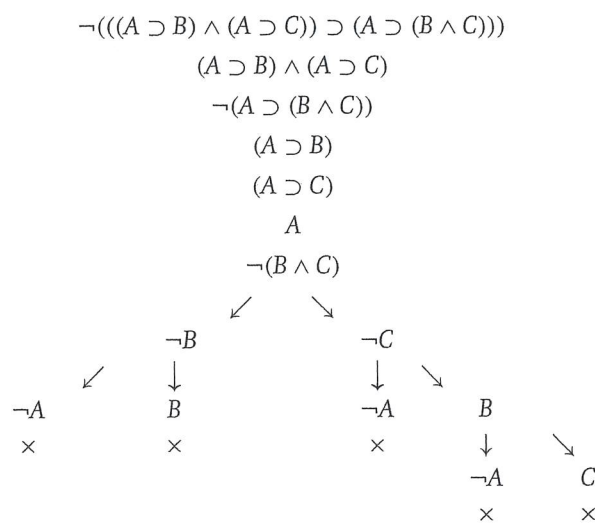 ¬(((A ⊃ B) ∧ (A ⊃ C)) ⊃ (A ⊃ (B ∧ C)))
(A ⊃ B) ∧ (A ⊃ C)
¬(A ⊃ (B ∧ C))
(A ⊃ B)
(A ⊃ C)
A
¬(B ∧ C)
↙ ↘
¬B ¬C
↙ ↓ ↓ ↘
¬A B ¬A B
× × × ↓ ↘
¬A C
× ×